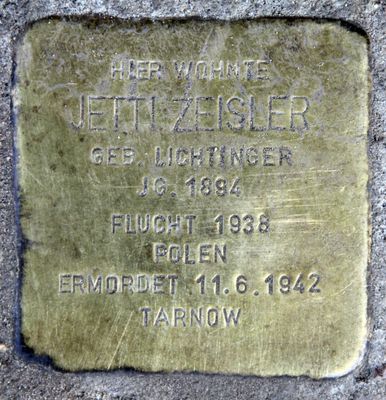 HIER WOHNTE
JETTI ZEISLER
GEB. LICHTINGER
JG. 1894
FLUCHT 1938
POLEN
ERMORDET 11.6.1942
TARNOW